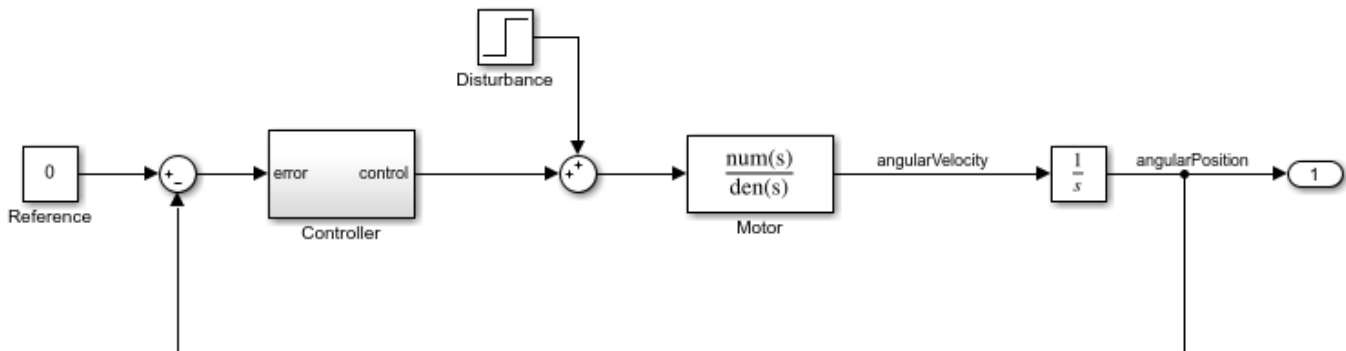 Disturbance
0
Reference
+
−
error
control
Controller
+
+
num(s)
den(s)
Motor
angularVelocity
1
s
angularPosition
1